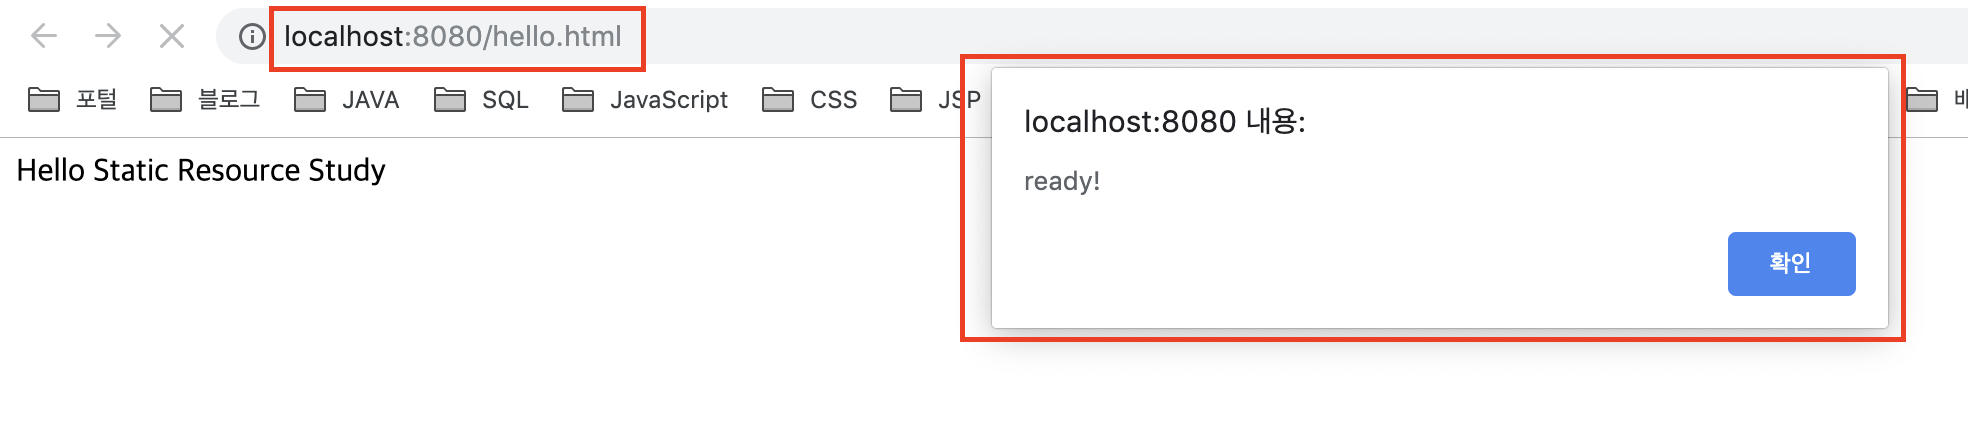 localhost:8080/hello.html
포털 블로그 JAVA SQL JavaScript CSS JSP
localhost:8080 내용:
ready!
확인
Hello Static Resource Study